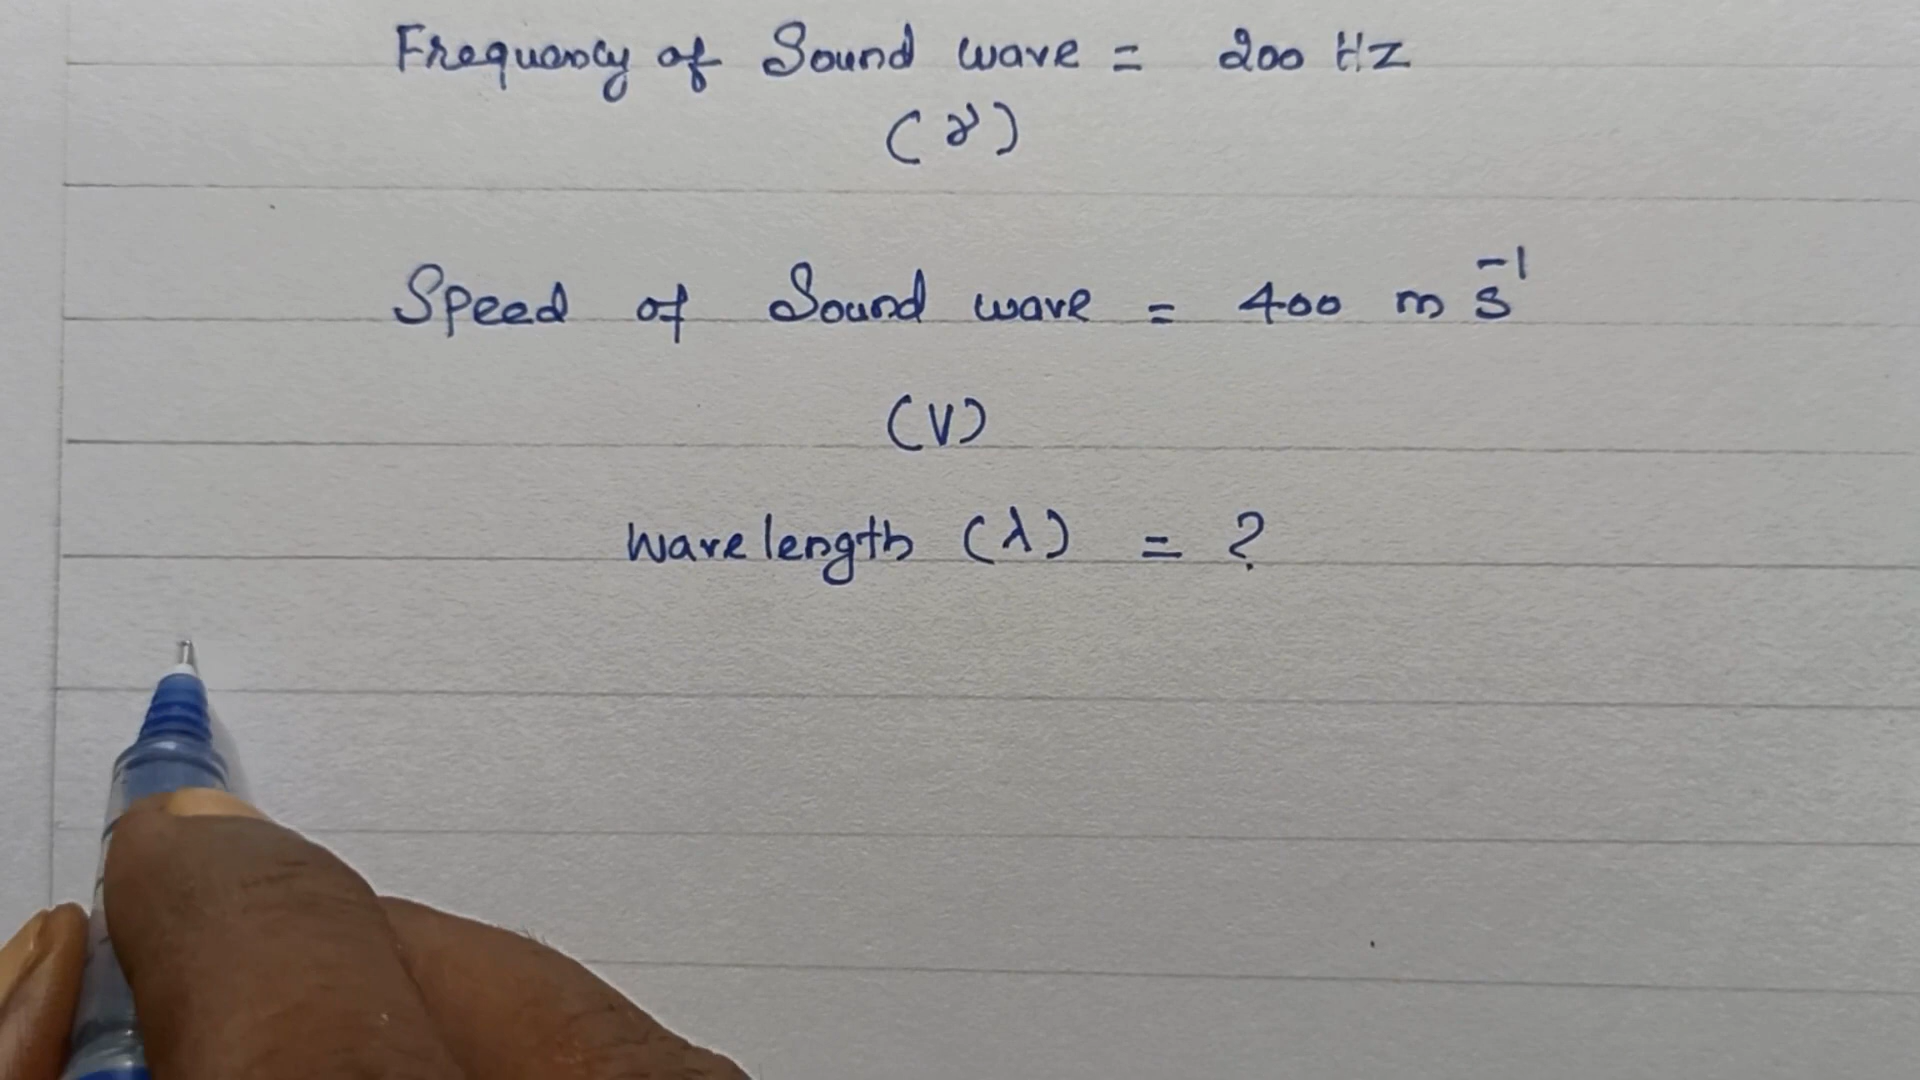 Frequency of Sound wave = 200 Hz
(ν)
Speed of Sound wave = 400 m s⁻¹
(V)
wavelength (λ) = ?